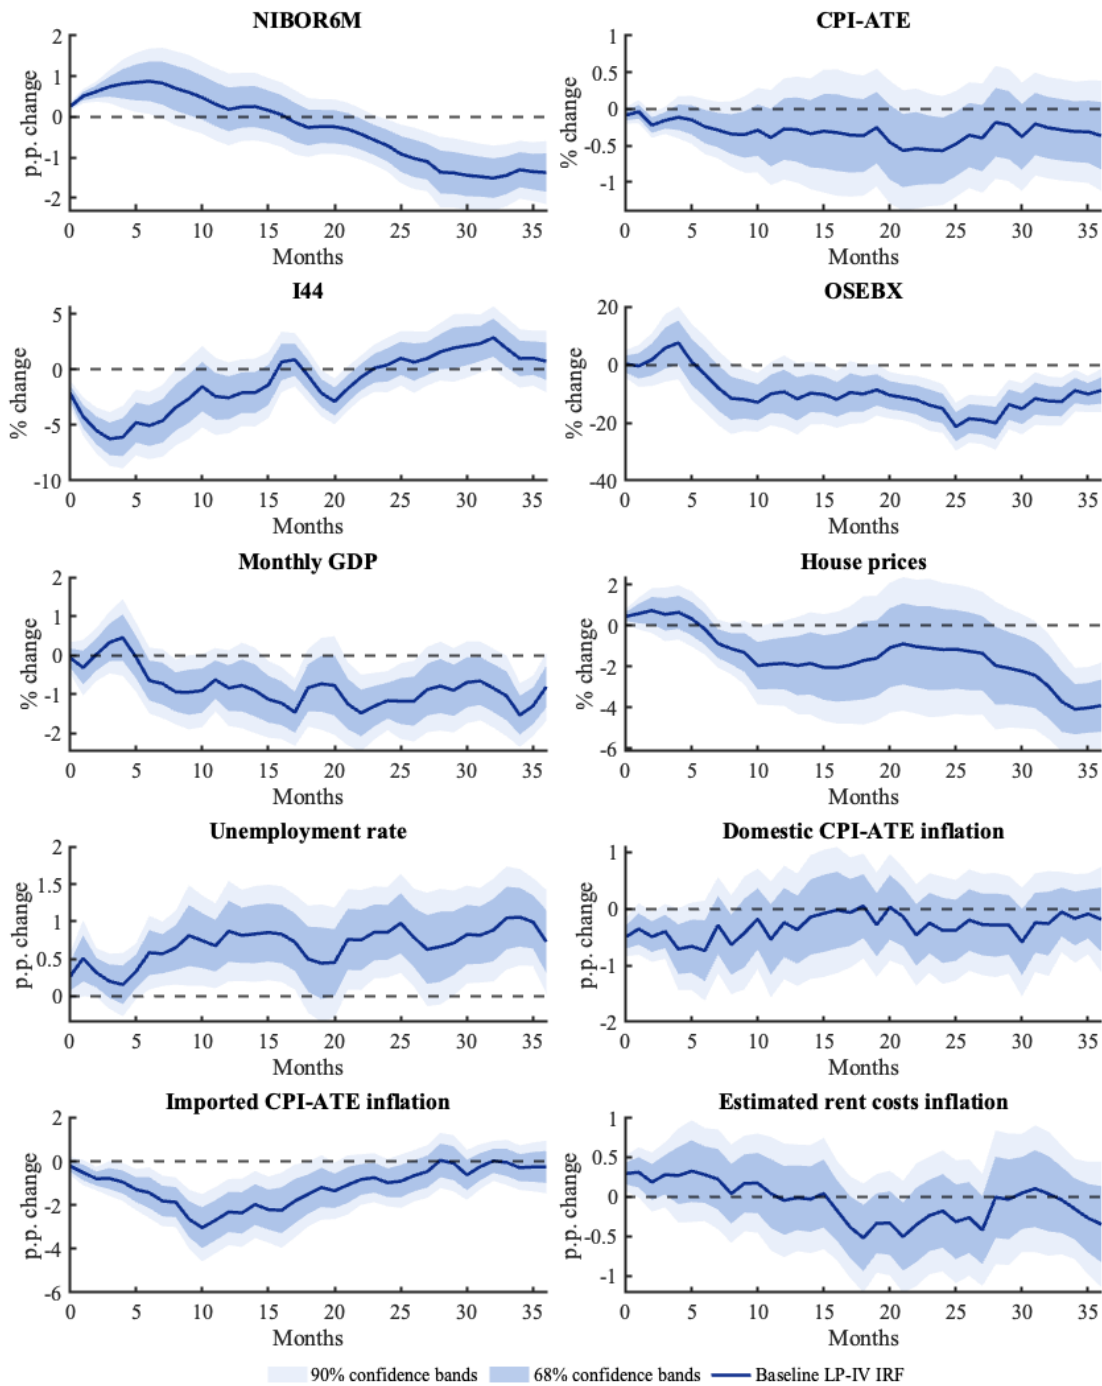 NIBOR6M
2
1
0
-1
-2
p.p. change
0 5 10 15 20 25 30 35
Months
CPI-ATE
1
0.5
0
-0.5
-1
% change
0 5 10 15 20 25 30 35
Months
I44
5
0
-5
-10
% change
0 5 10 15 20 25 30 35
Months
OSEBX
20
0
-20
-40
% change
0 5 10 15 20 25 30 35
Months
Monthly GDP
2
1
0
-1
-2
% change
0 5 10 15 20 25 30 35
Months
House prices
2
0
-2
-4
-6
% change
0 5 10 15 20 25 30 35
Months
Unemployment rate
2
1.5
1
0.5
0
p.p. change
0 5 10 15 20 25 30 35
Months
Domestic CPI-ATE inflation
1
0
-1
-2
p.p. change
0 5 10 15 20 25 30 35
Months
Imported CPI-ATE inflation
2
0
-2
-4
-6
p.p. change
0 5 10 15 20 25 30 35
Months
Estimated rent costs inflation
1
0.5
0
-0.5
-1
p.p. change
0 5 10 15 20 25 30 35
Months
90% confidence bands 68% confidence bands Baseline LP-IV IRF